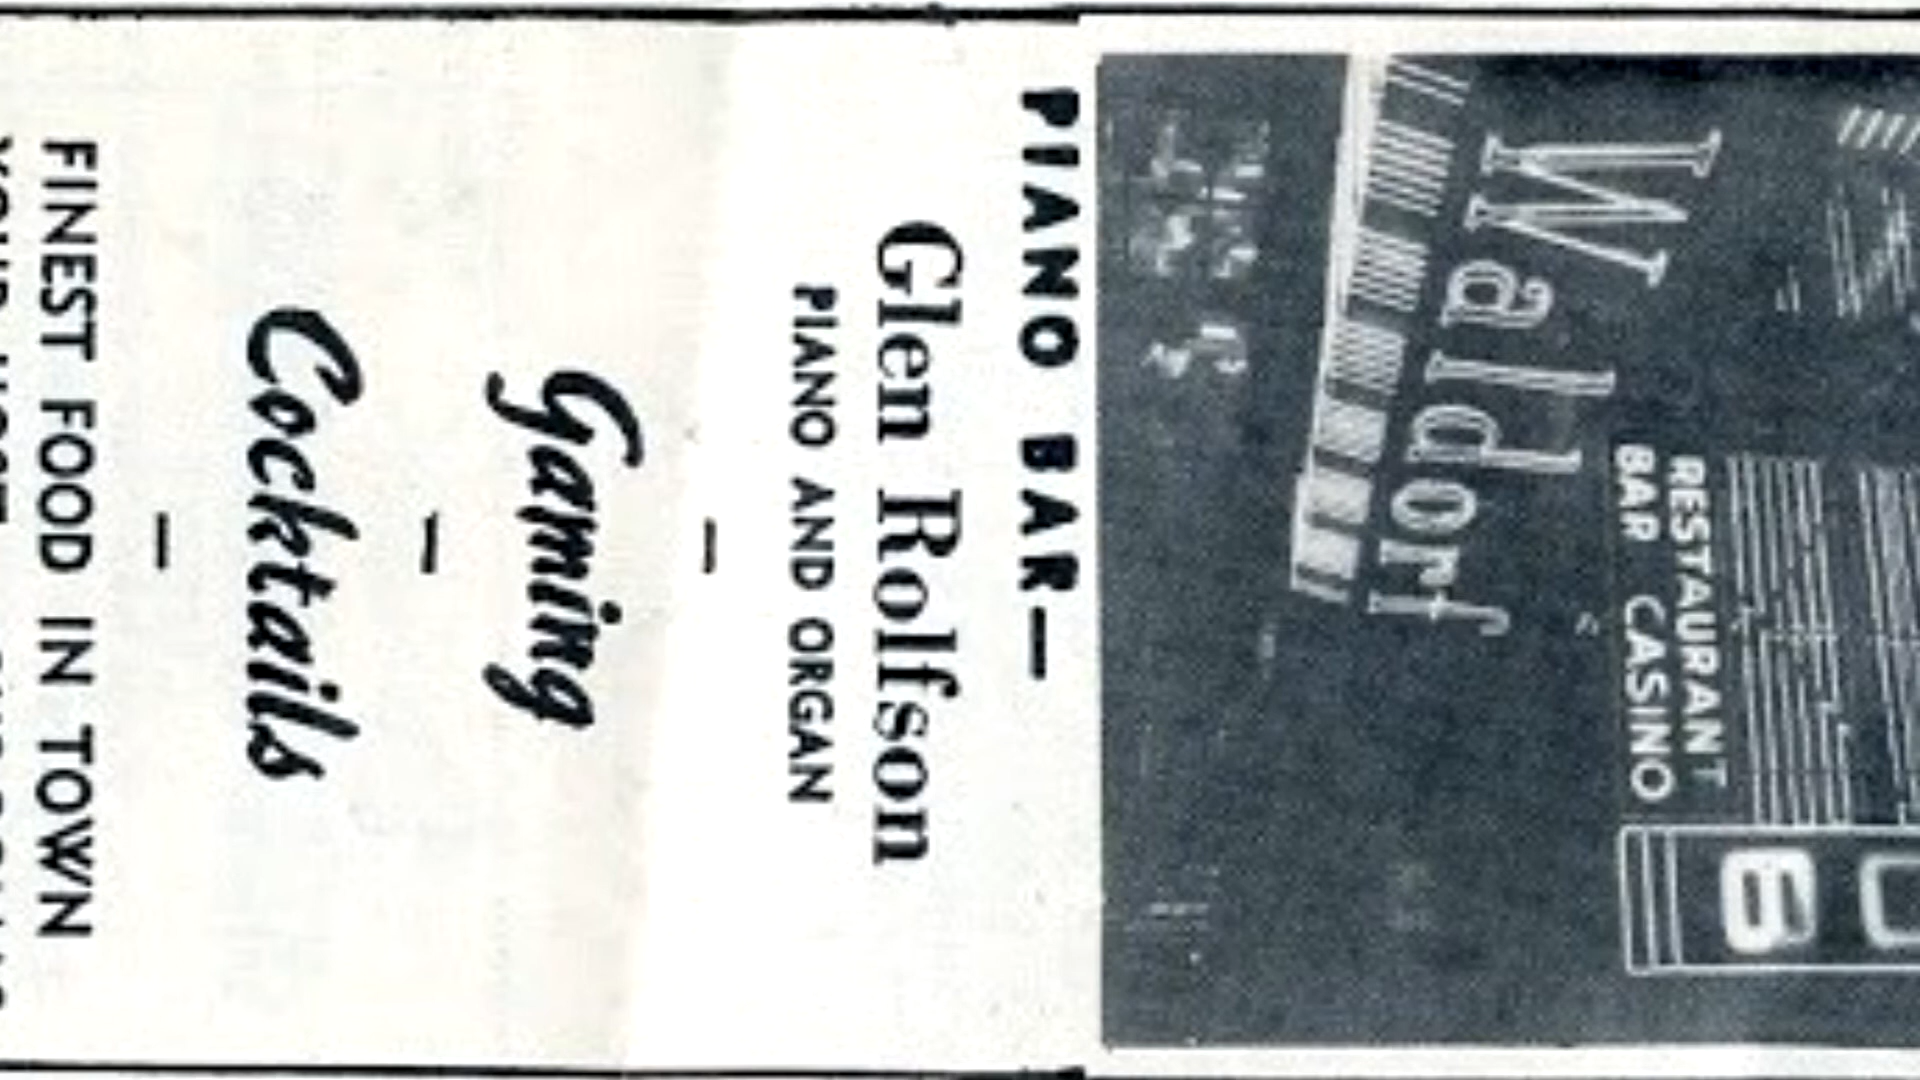 Waldorf
RESTAURANT
BAR CASINO
PIANO BAR—
Glen Rolfson
PIANO AND ORGAN
—
Gaming
—
Cocktails
—
FINEST FOOD IN TOWN